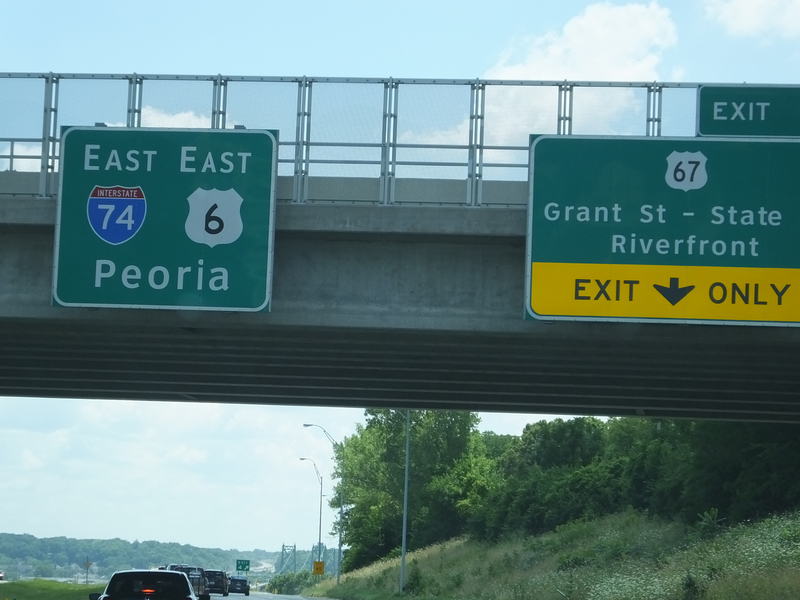 EAST EAST
INTERSTATE
74 6
Peoria
EXIT
67
Grant St - State
Riverfront
EXIT ONLY